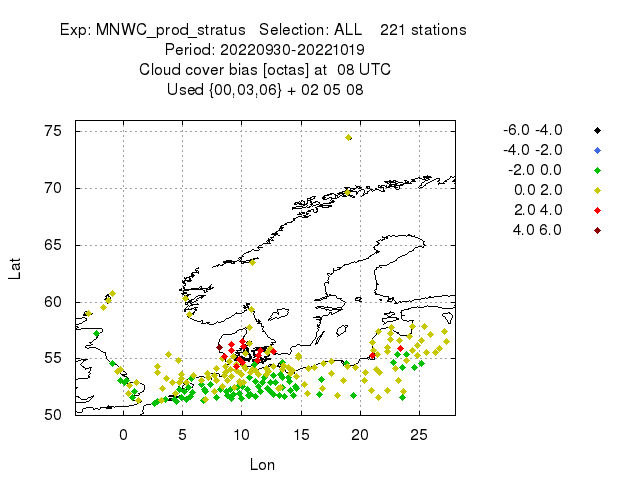 Exp: MNWC_prod_stratus Selection: ALL 221 stations
Period: 20220930-20221019
Cloud cover bias [octas] at 08 UTC
Used {00,03,06} + 02 05 08
75
70
65
60
55
50
0 5 10 15 20 25
Lat
Lon
-6.0 -4.0
-4.0 -2.0
-2.0 0.0
0.0 2.0
2.0 4.0
4.0 6.0